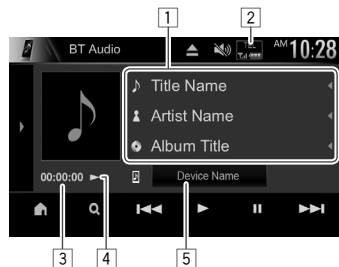 1 2
BT Audio TEL AM 10:28
Title Name
Artist Name
Album Title
00:00:00 Device Name
3 4 5